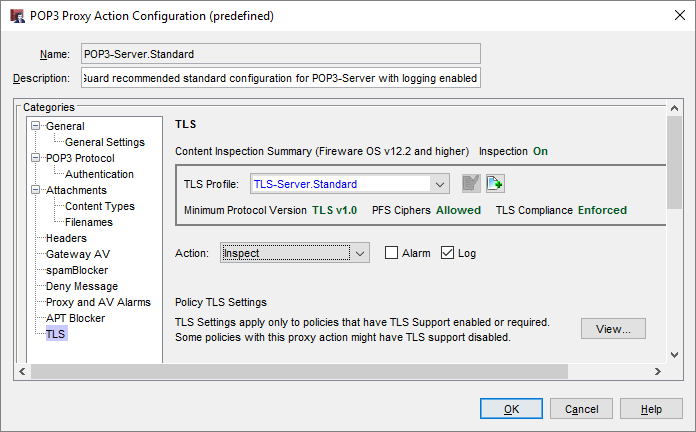 POP3 Proxy Action Configuration (predefined)
Name: POP3-Server.Standard
Description: Guard recommended standard configuration for POP3-Server with logging enabled
Categories
General
General Settings
POP3 Protocol
Authentication
Attachments
Content Types
Filenames
Headers
Gateway AV
spamBlocker
Deny Message
Proxy and AV Alarms
APT Blocker
TLS
TLS
Content Inspection Summary (Fireware OS v12.2 and higher) Inspection On
TLS Profile: TLS-Server.Standard
Minimum Protocol Version TLS v1.0 PFS Ciphers Allowed TLS Compliance Enforced
Action: Inspect Alarm Log
Policy TLS Settings
TLS Settings apply only to policies that have TLS Support enabled or required.
Some policies with this proxy action might have TLS support disabled.
View...
OK Cancel Help